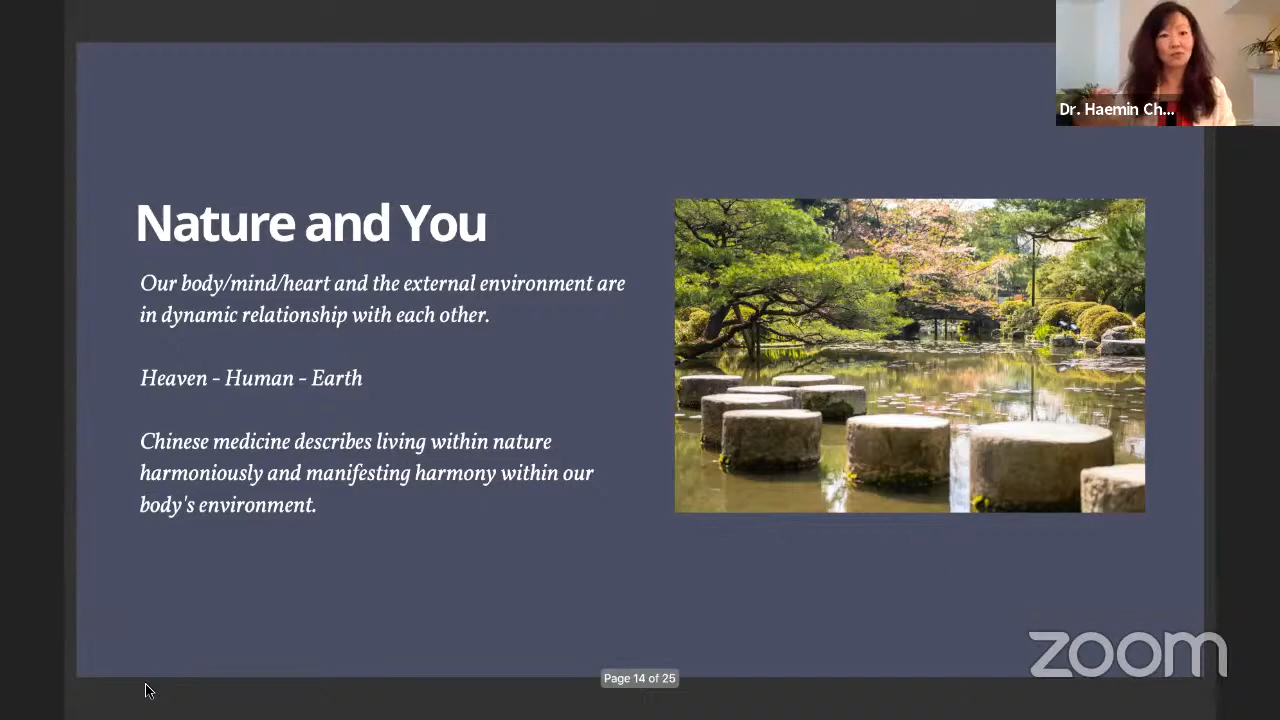 Dr. Haemin Ch...
Nature and You
Our body/mind/heart and the external environment are
in dynamic relationship with each other.
Heaven - Human - Earth
Chinese medicine describes living within nature
harmoniously and manifesting harmony within our
body's environment.
zoom
Page 14 of 25